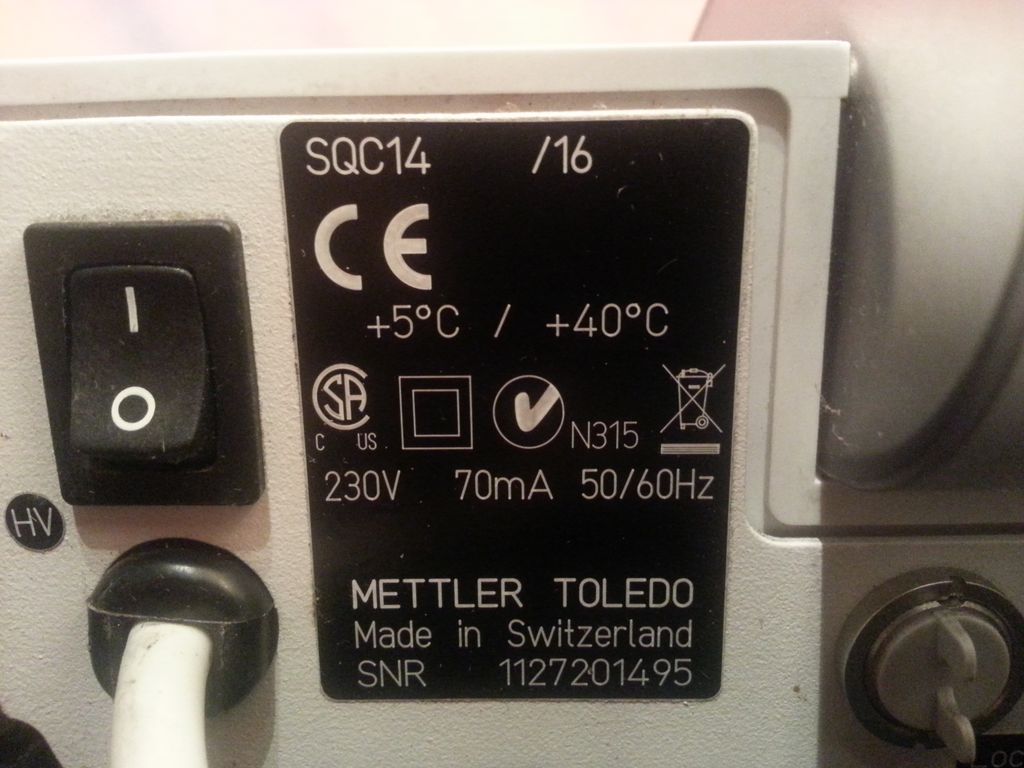 SQC14 /16
CE
+5°C / +40°C
SA
C US
N315
230V 70mA 50/60Hz
METTLER TOLEDO
Made in Switzerland
SNR 1127201495
I
O
HV